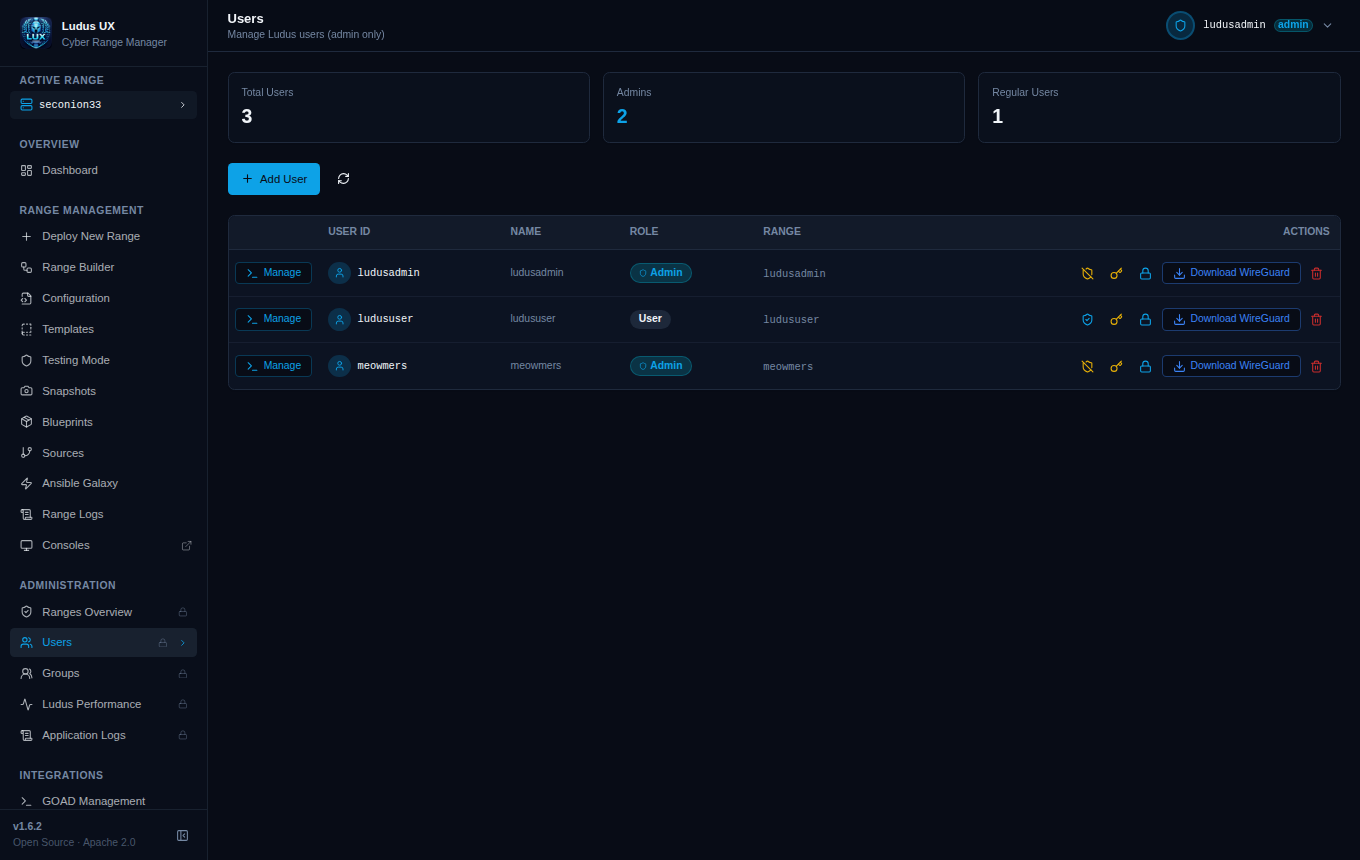 LUX
Ludus UX
Cyber Range Manager
ACTIVE RANGE
seconion33
OVERVIEW
Dashboard
RANGE MANAGEMENT
Deploy New Range
Range Builder
Configuration
Templates
Testing Mode
Snapshots
Blueprints
Sources
Ansible Galaxy
Range Logs
Consoles
ADMINISTRATION
Ranges Overview
Users
Groups
Ludus Performance
Application Logs
INTEGRATIONS
GOAD Management
v1.6.2
Open Source · Apache 2.0
Users
Manage Ludus users (admin only)
ludusadmin admin
Total Users
3
Admins
2
Regular Users
1
Add User
USER ID NAME ROLE RANGE ACTIONS
Manage ludusadmin ludusadmin Admin ludusadmin Download WireGuard
Manage ludususer ludususer User ludususer Download WireGuard
Manage meowmers meowmers Admin meowmers Download WireGuard